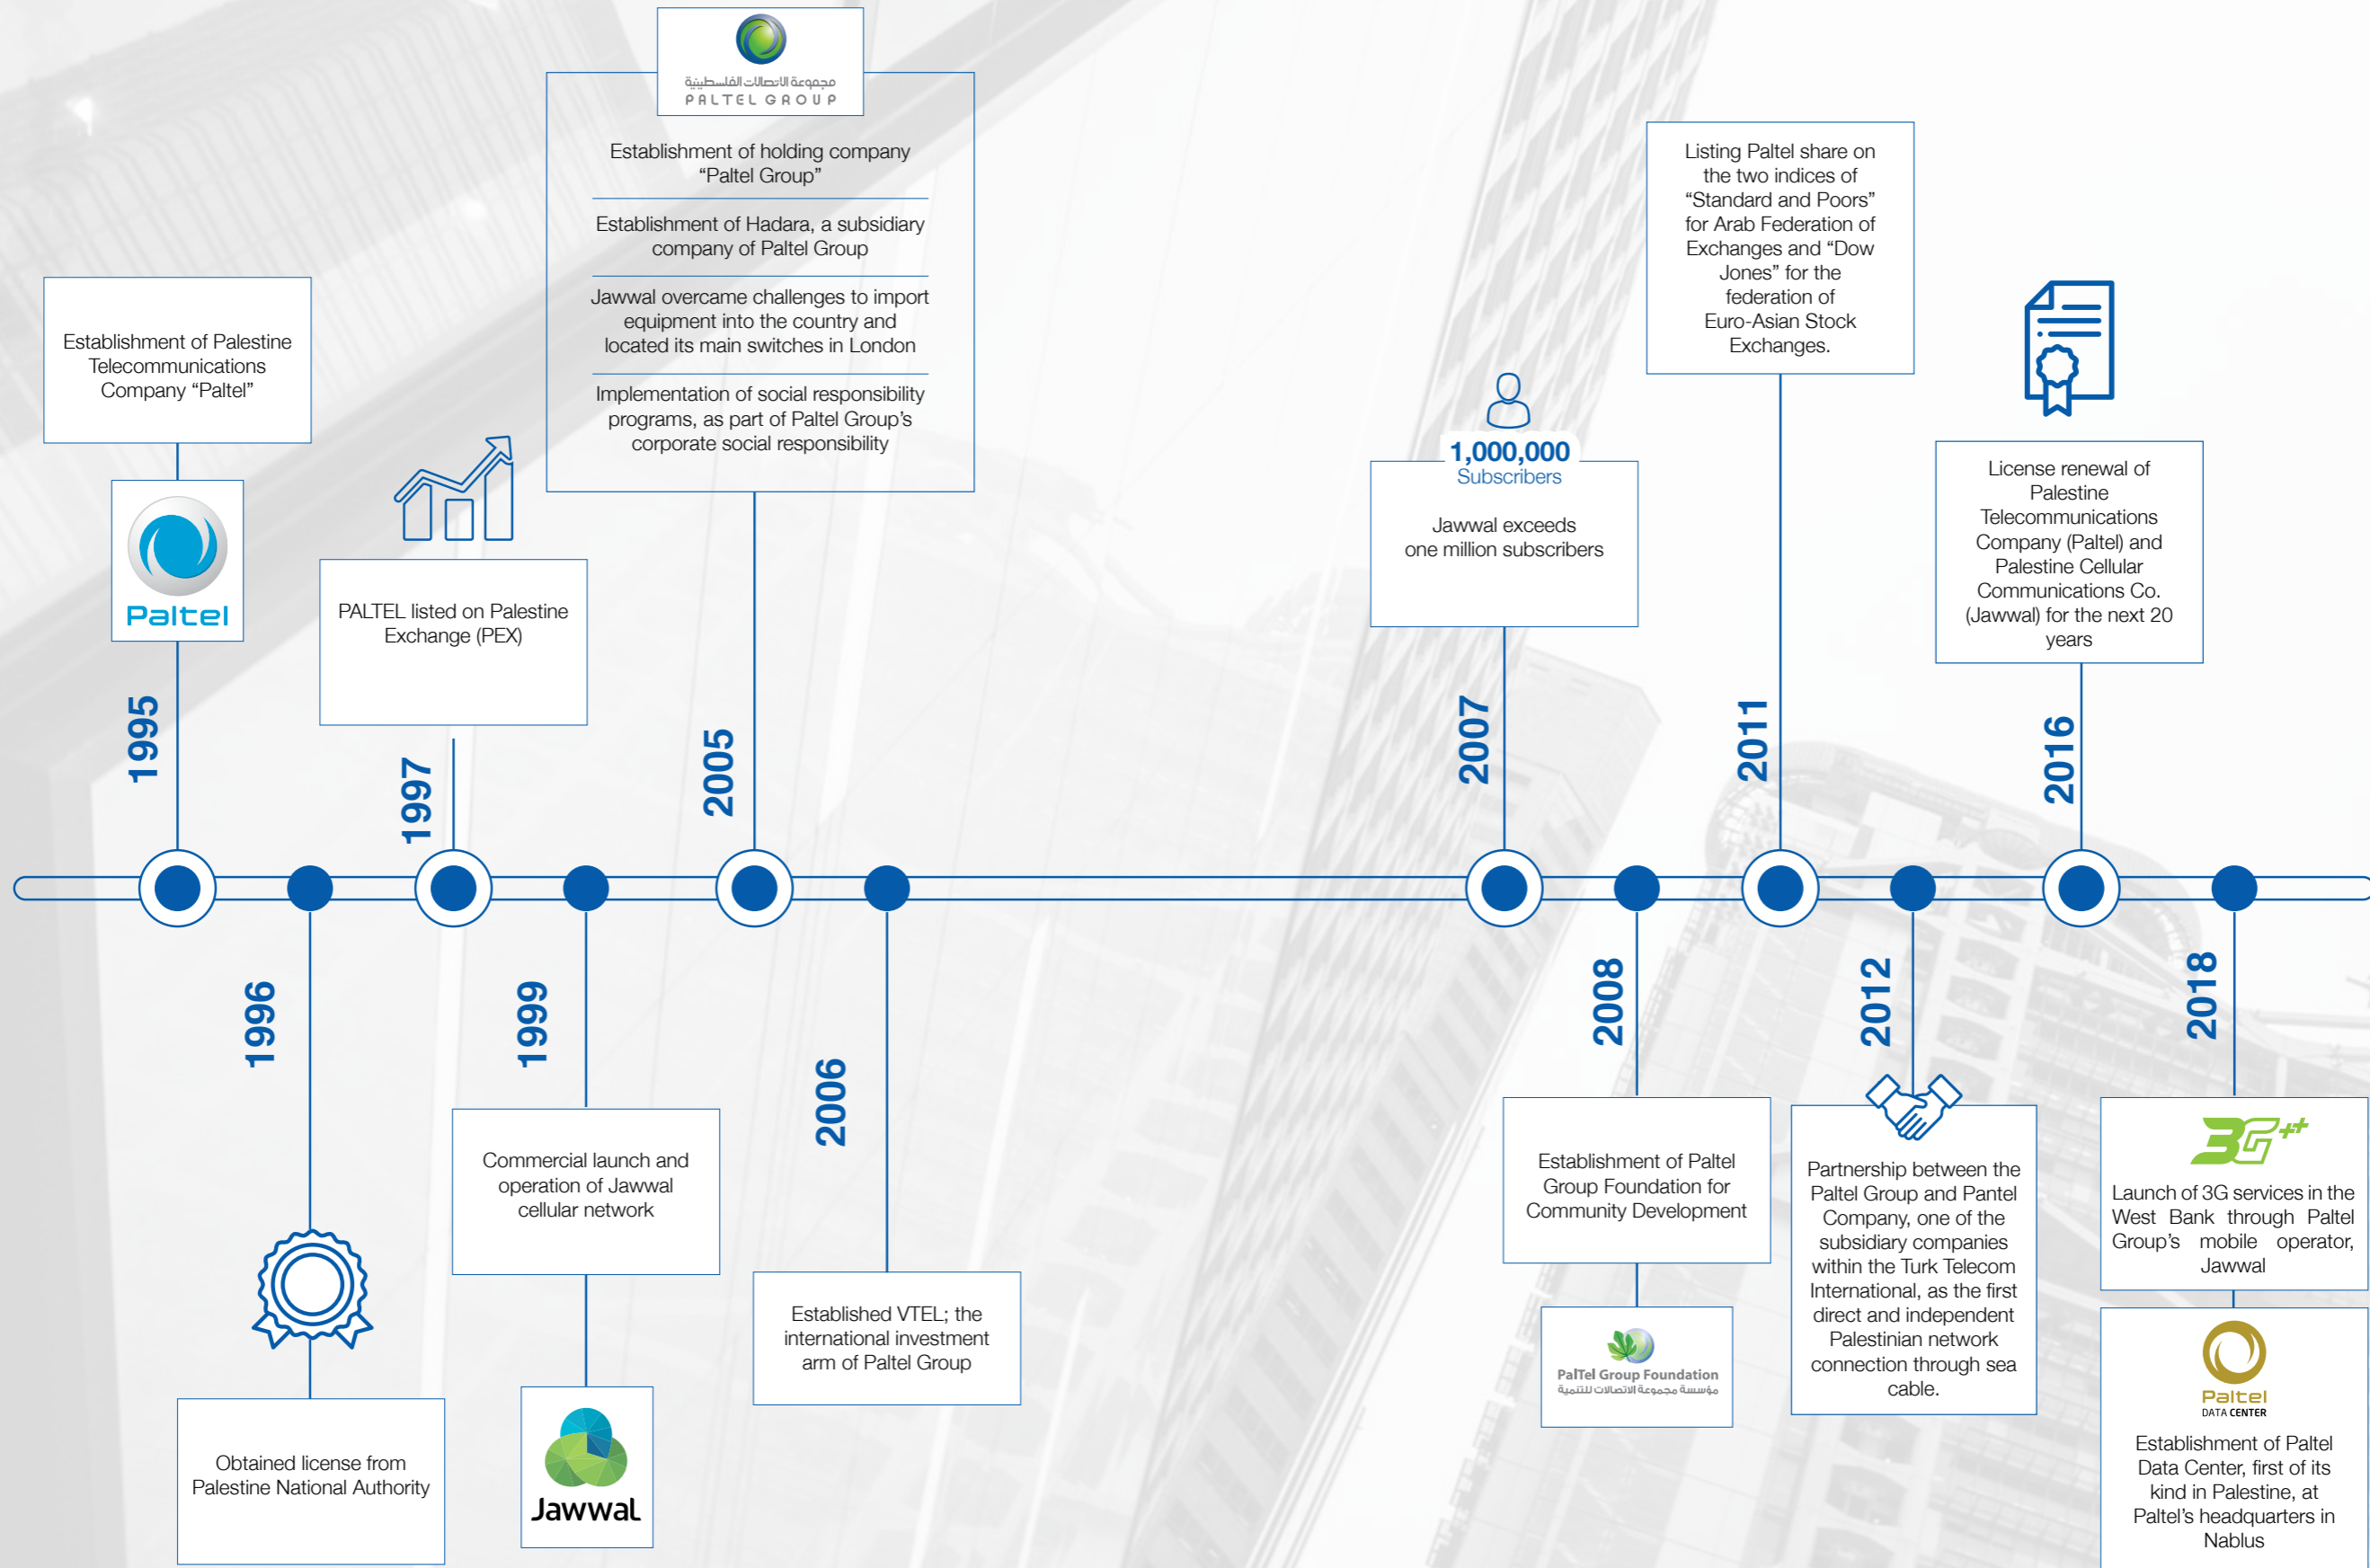 Establishment of Palestine
Telecommunications
Company “Paltel”
Paltel
1995
1996
Obtained license from
Palestine National Authority
PALTEL listed on Palestine
Exchange (PEX)
1997
1999
Commercial launch and
operation of Jawwal
cellular network
Jawwal
مجموعة الاتصالات الفلسطينية
PALTEL GROUP
Establishment of holding company
“Paltel Group”
Establishment of Hadara, a subsidiary
company of Paltel Group
Jawwal overcame challenges to import
equipment into the country and
located its main switches in London
Implementation of social responsibility
programs, as part of Paltel Group’s
corporate social responsibility
2005
2006
Established VTEL; the
international investment
arm of Paltel Group
1,000,000
Subscribers
Jawwal exceeds
one million subscribers
2007
2008
Establishment of Paltel
Group Foundation for
Community Development
PalTel Group Foundation
مؤسسة مجموعة الاتصالات للتنمية
Listing Paltel share on
the two indices of
“Standard and Poors”
for Arab Federation of
Exchanges and “Dow
Jones” for the
federation of
Euro-Asian Stock
Exchanges.
2011
2012
Partnership between the
Paltel Group and Pantel
Company, one of the
subsidiary companies
within the Turk Telecom
International, as the first
direct and independent
Palestinian network
connection through sea
cable.
License renewal of
Palestine
Telecommunications
Company (Paltel) and
Palestine Cellular
Communications Co.
(Jawwal) for the next 20
years
2016
2018
3G++
Launch of 3G services in the
West Bank through Paltel
Group’s mobile operator,
Jawwal
Paltel
DATA CENTER
Establishment of Paltel
Data Center, first of its
kind in Palestine, at
Paltel’s headquarters in
Nablus